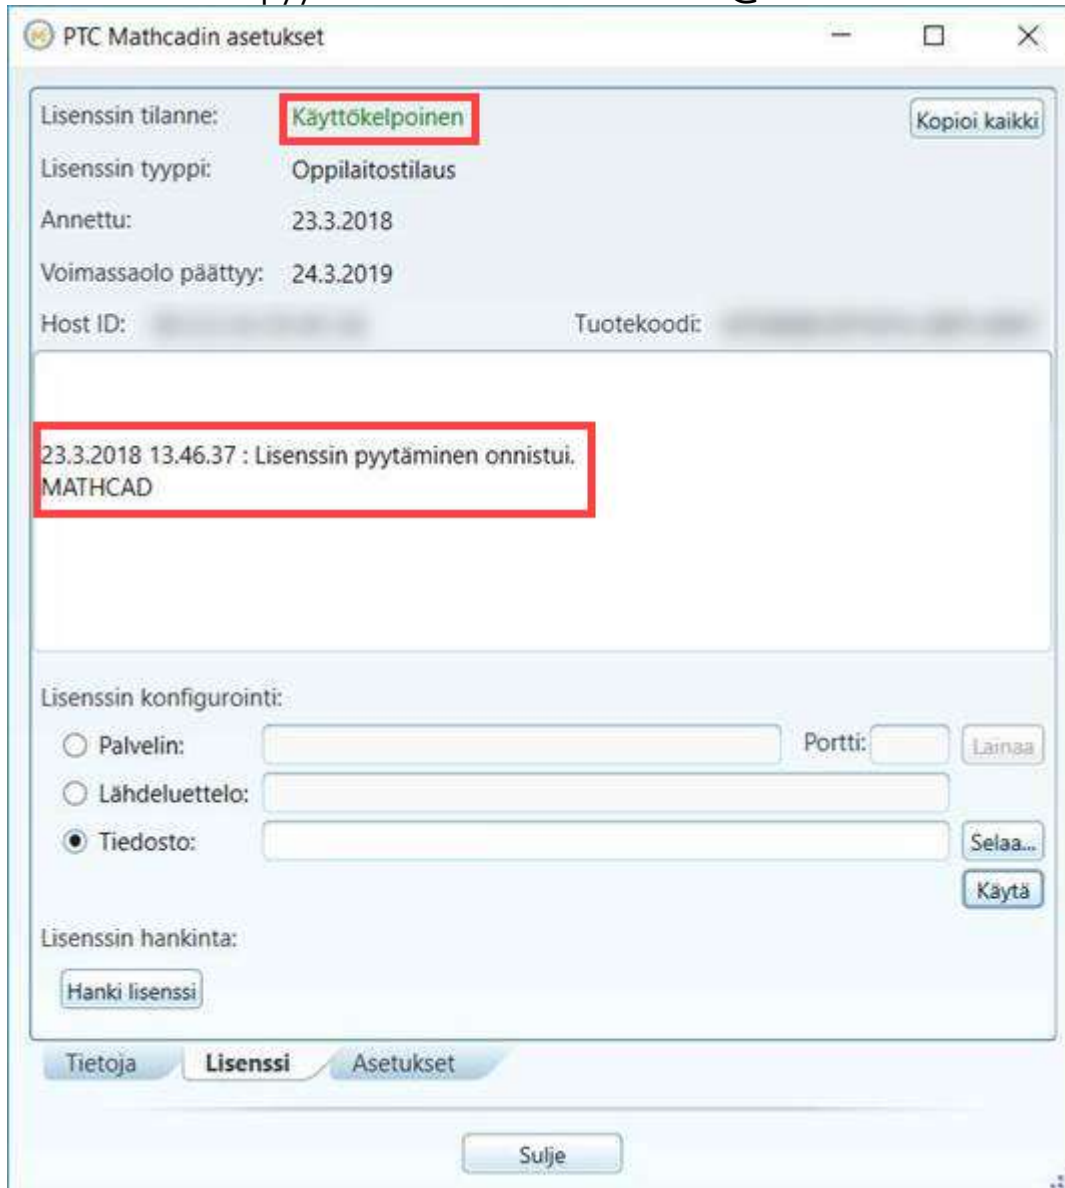 PTC Mathcadin asetukset
Lisenssin tilanne: Käyttökelpoinen Kopioi kaikki
Lisenssin tyyppi: Oppilaitostilaus
Annettu: 23.3.2018
Voimassaolo päättyy: 24.3.2019
Host ID: Tuotekoodi:
23.3.2018 13.46.37 : Lisenssin pyytäminen onnistui.
MATHCAD
Lisenssin konfigurointi:
Palvelin: Portti: Lainaa
Lähdeluettelo:
Tiedosto: Selaa...
Käytä
Lisenssin hankinta:
Hanki lisenssi
Tietoja Lisenssi Asetukset
Sulje